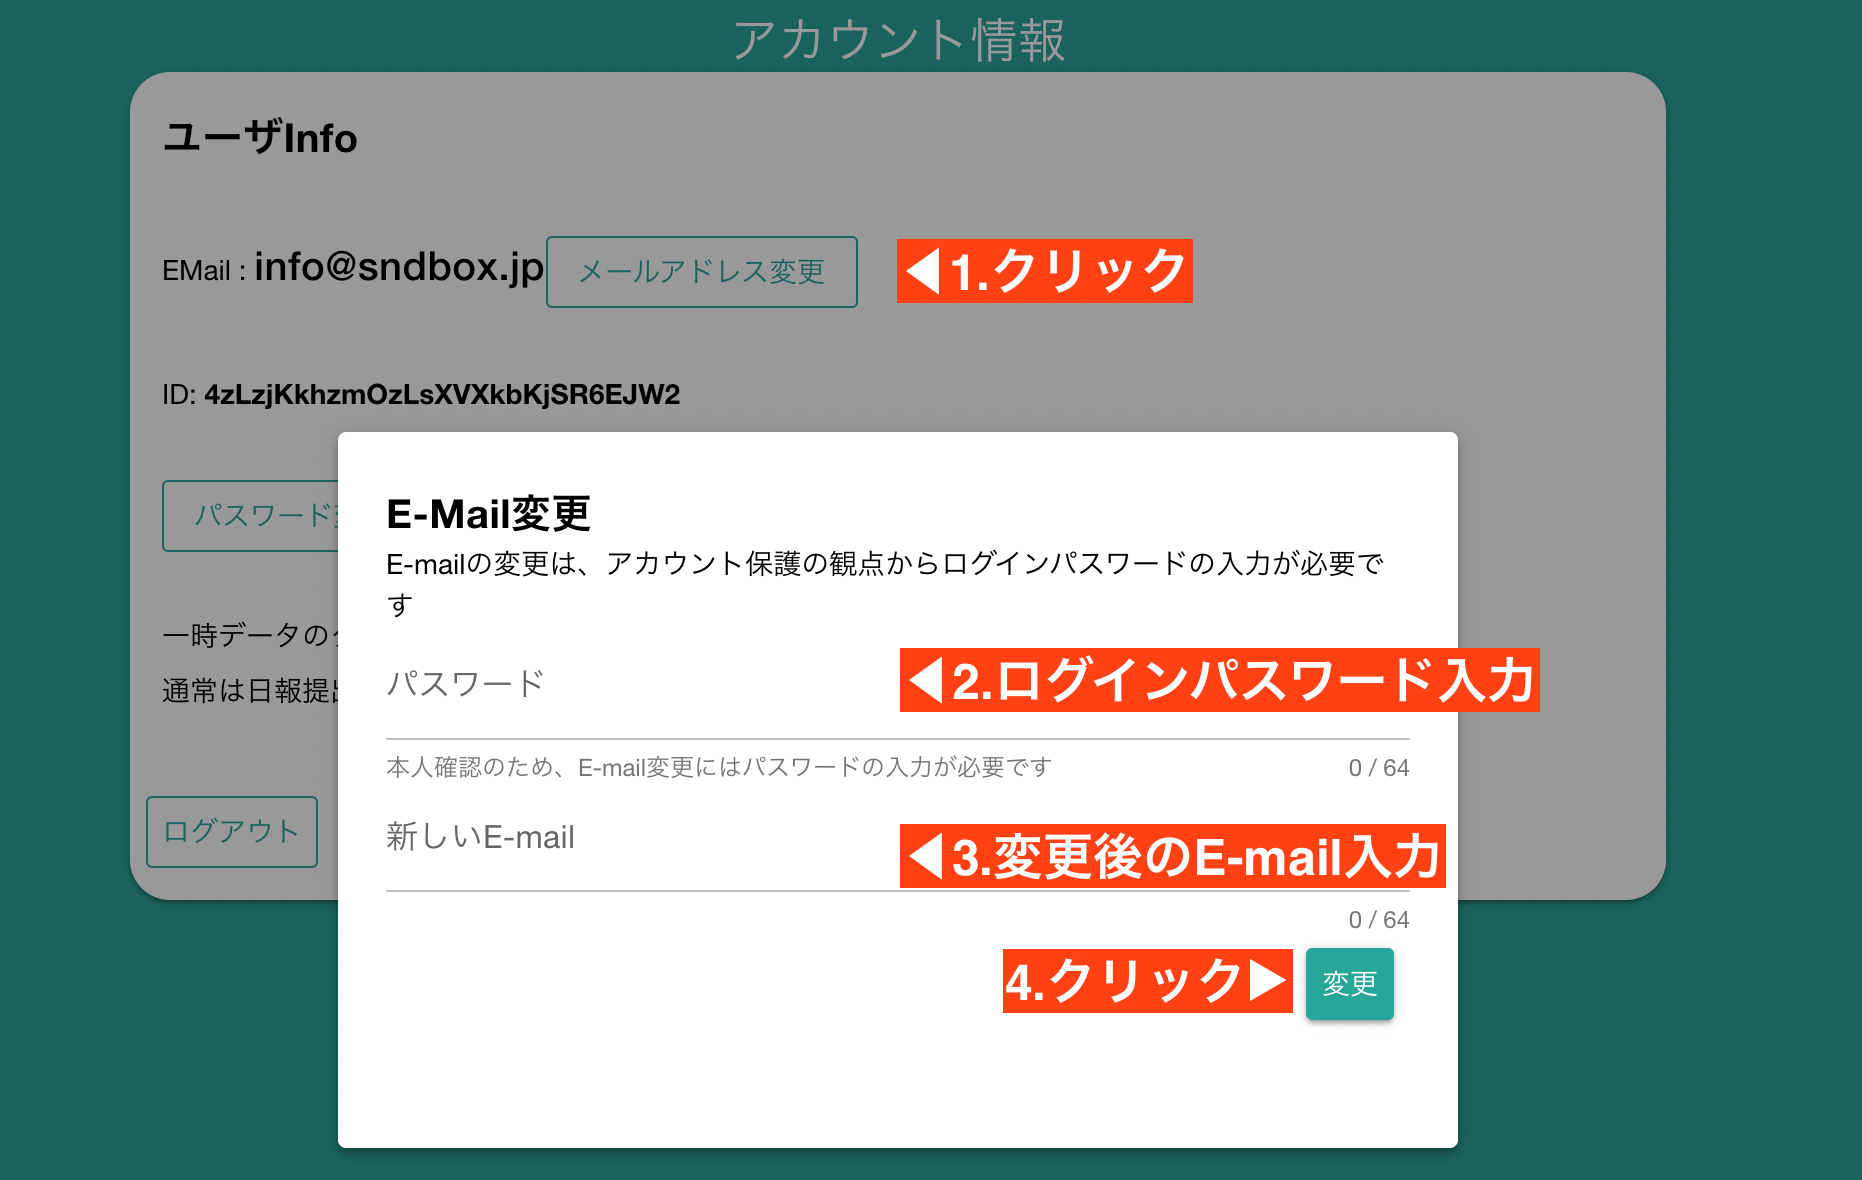 アカウント情報
ユーザInfo
EMail : info@sndbox.jp メールアドレス変更 ◀1.クリック
ID: 4zLzjKkhzmOzLsXVXkbKjSR6EJW2
パスワード
E-Mail変更
E-mailの変更は、アカウント保護の観点からログインパスワードの入力が必要で
す
一時データの
通常は日報提出
パスワード ◀2.ログインパスワード入力
本人確認のため、E-mail変更にはパスワードの入力が必要です 0 / 64
ログアウト
新しいE-mail ◀3.変更後のE-mail入力
0 / 64
4.クリック▶ 変更